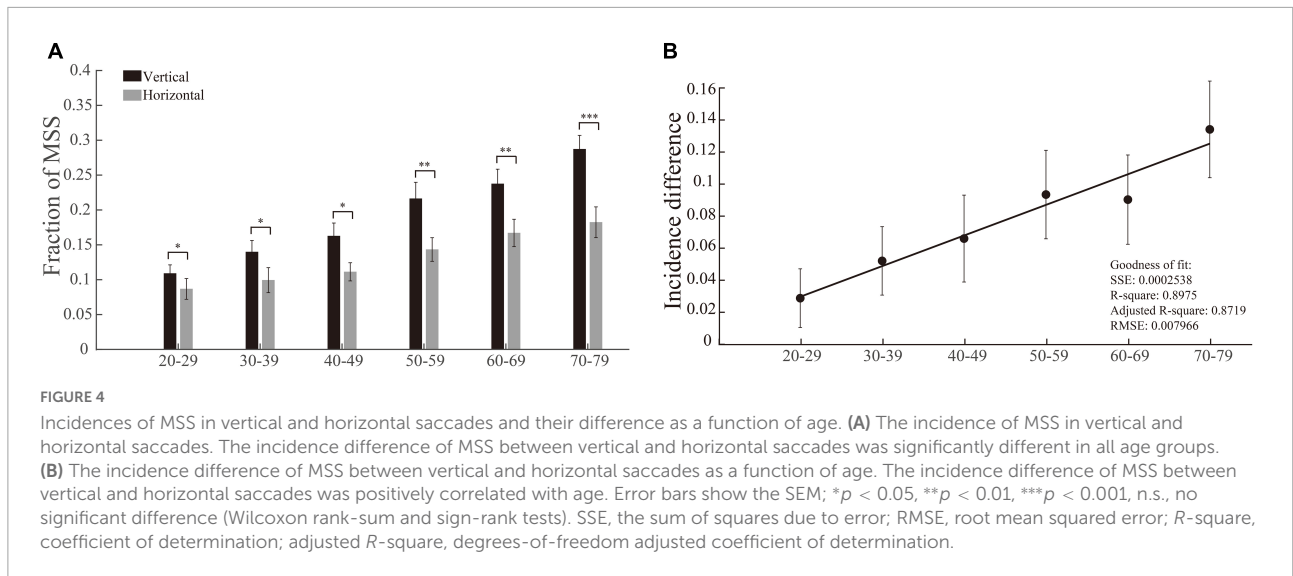 A
Fraction of MSS
0.4
0.35
0.3
0.25
0.2
0.15
0.1
0.05
0
Vertical
Horizontal
*
*
*
**
**
***
20-29
30-39
40-49
50-59
60-69
70-79
B
Incidence difference
0.16
0.14
0.12
0.1
0.08
0.06
0.04
0.02
0
Goodness of fit:
SSE: 0.0002538
R-square: 0.8975
Adjusted R-square: 0.8719
RMSE: 0.007966
20-29
30-39
40-49
50-59
60-69
70-79
FIGURE 4
Incidences of MSS in vertical and horizontal saccades and their difference as a function of age. (A) The incidence of MSS in vertical and
horizontal saccades. The incidence difference of MSS between vertical and horizontal saccades was significantly different in all age groups.
(B) The incidence difference of MSS between vertical and horizontal saccades as a function of age. The incidence difference of MSS between
vertical and horizontal saccades was positively correlated with age. Error bars show the SEM; *p < 0.05, **p < 0.01, ***p < 0.001, n.s., no
significant difference (Wilcoxon rank-sum and sign-rank tests). SSE, the sum of squares due to error; RMSE, root mean squared error; R-square,
coefficient of determination; adjusted R-square, degrees-of-freedom adjusted coefficient of determination.